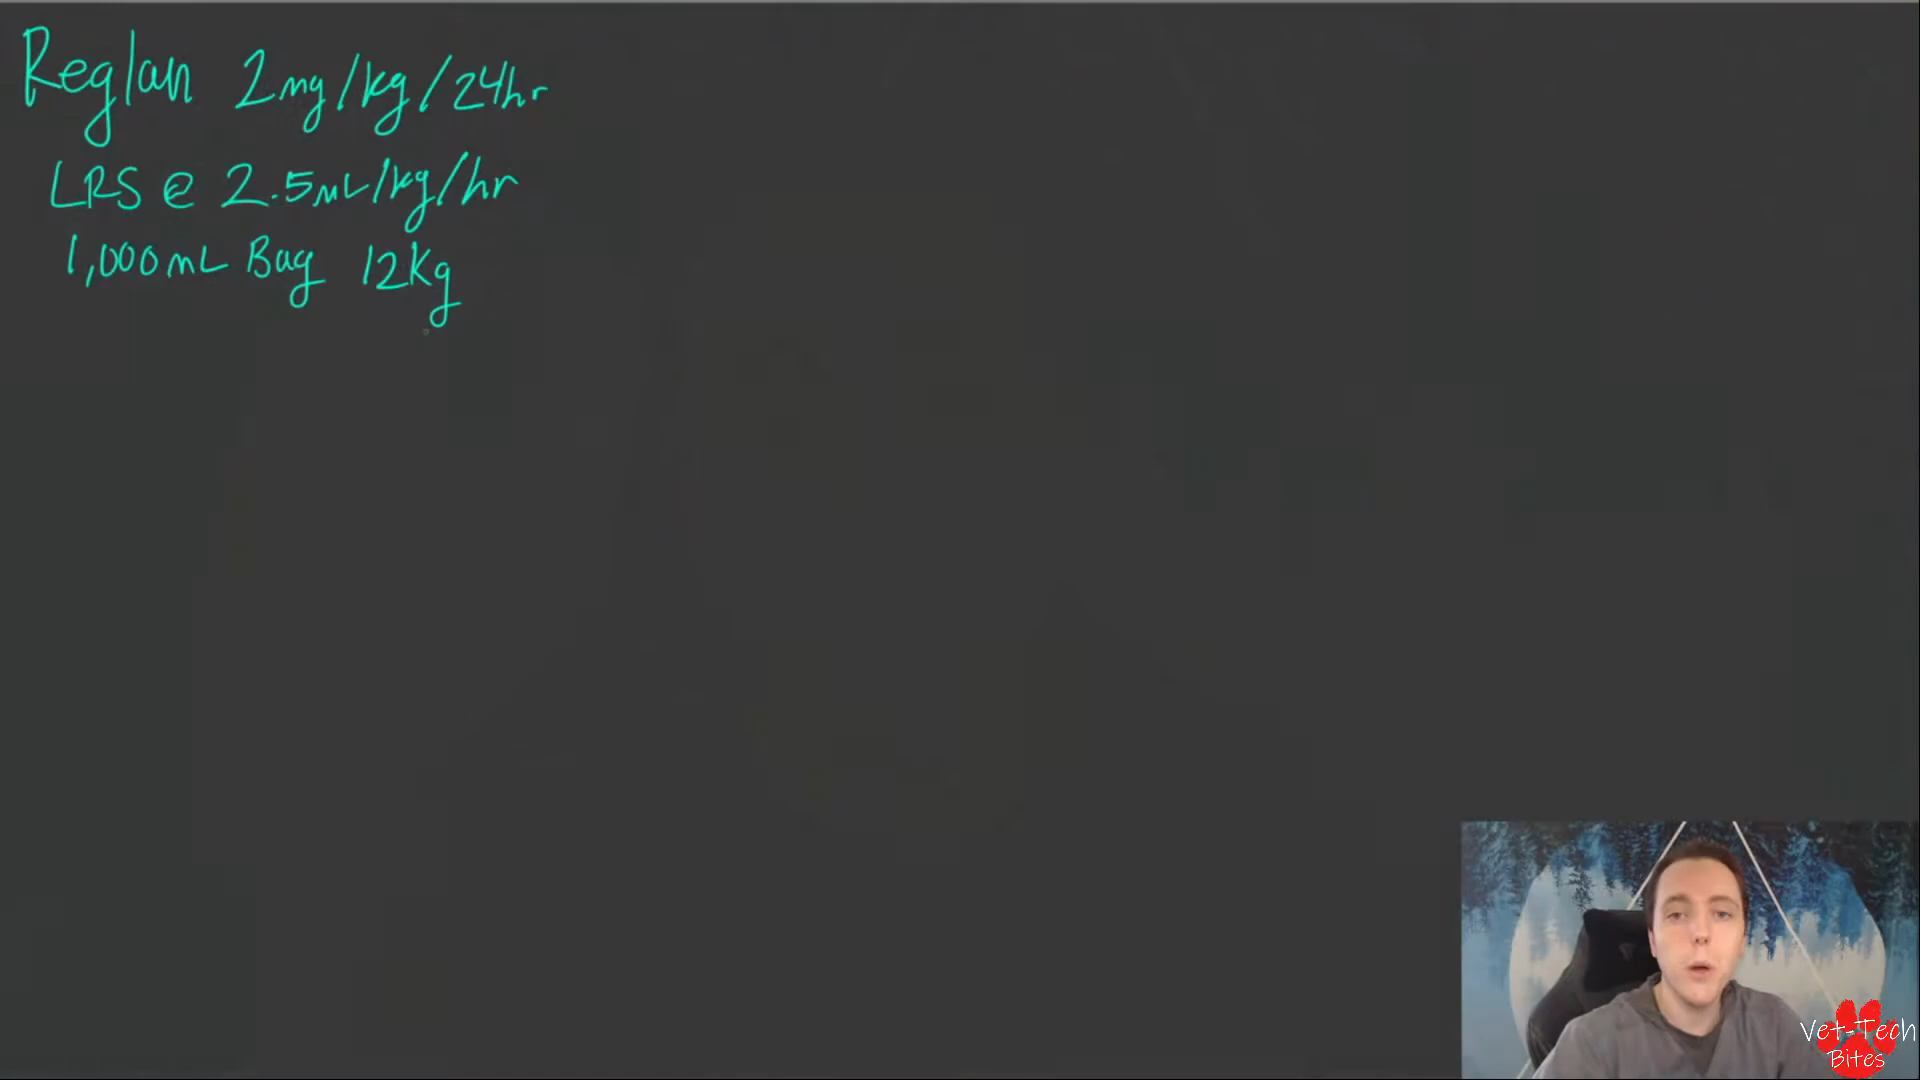 Reglan 2mg/kg/24hr
LRS @ 2.5mL/kg/hr
1,000mL Bag 12Kg
Vet-Tech
Bites